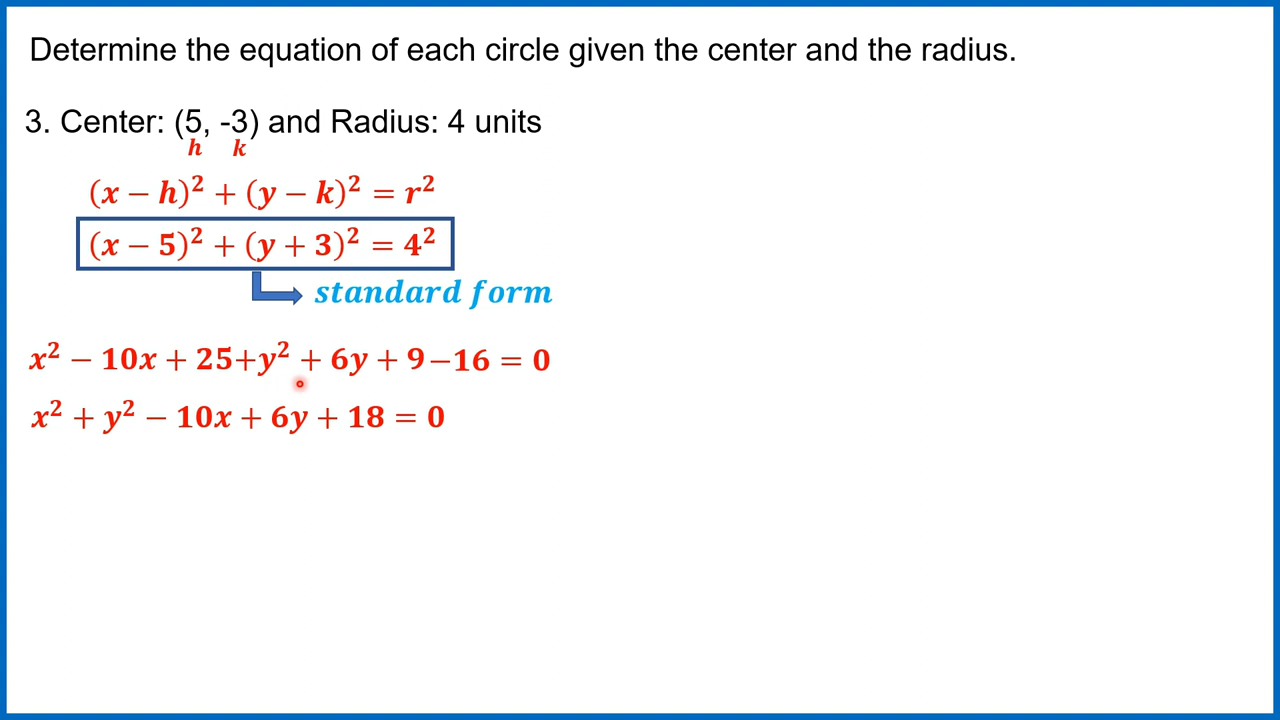 Determine the equation of each circle given the center and the radius.
3. Center: (5, -3) and Radius: 4 units
h k
(x − h)² + (y − k)² = r²
(x − 5)² + (y + 3)² = 4²
standard form
x² − 10x + 25+y² + 6y + 9−16 = 0
x² + y² − 10x + 6y + 18 = 0